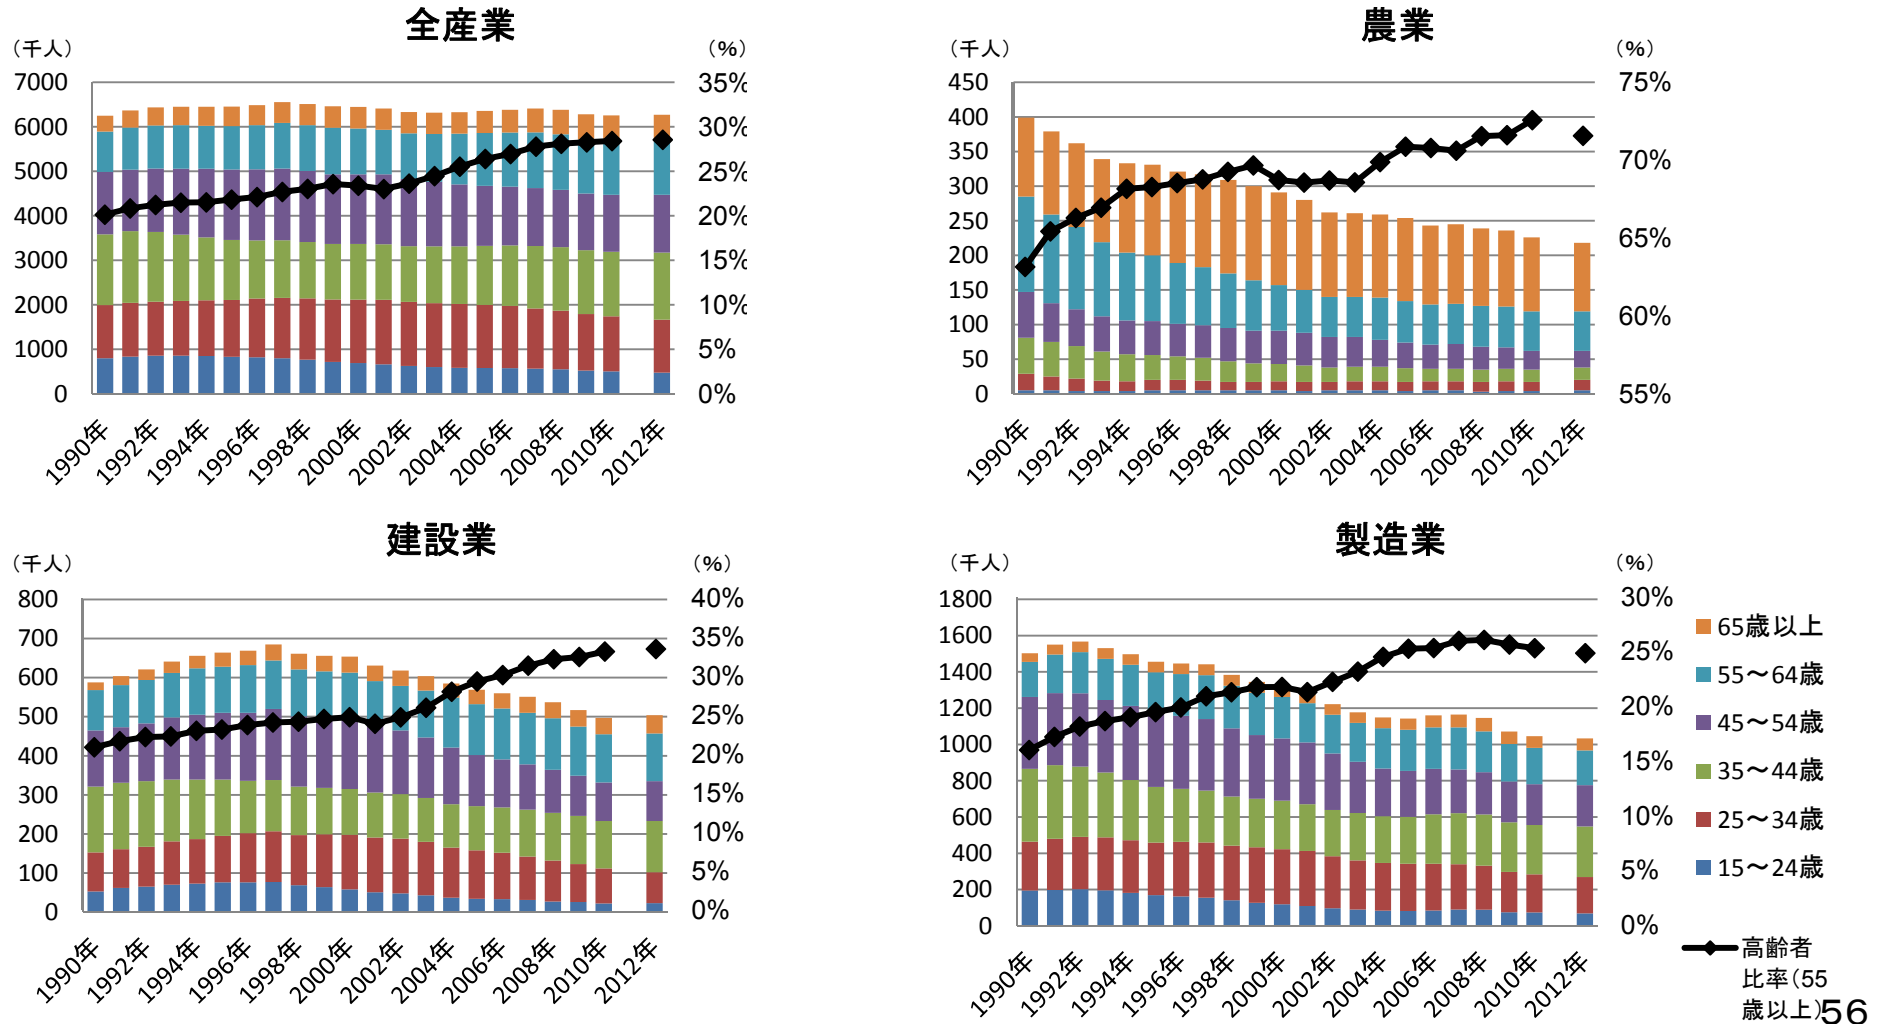 全産業
（千人）
（%）
7000
6000
5000
4000
3000
2000
1000
0
35%
30%
25%
20%
15%
10%
5%
0%
1990年
1992年
1994年
1996年
1998年
2000年
2002年
2004年
2006年
2008年
2010年
2012年
農業
（千人）
（%）
450
400
350
300
250
200
150
100
50
0
75%
70%
65%
60%
55%
1990年
1992年
1994年
1996年
1998年
2000年
2002年
2004年
2006年
2008年
2010年
2012年
建設業
（千人）
（%）
800
700
600
500
400
300
200
100
0
40%
35%
30%
25%
20%
15%
10%
5%
0%
1990年
1992年
1994年
1996年
1998年
2000年
2002年
2004年
2006年
2008年
2010年
2012年
製造業
（千人）
（%）
1800
1600
1400
1200
1000
800
600
400
200
0
30%
25%
20%
15%
10%
5%
0%
1990年
1992年
1994年
1996年
1998年
2000年
2002年
2004年
2006年
2008年
2010年
2012年
65歳以上
55～64歳
45～54歳
35～44歳
25～34歳
15～24歳
高齢者
比率（55
歳以上）
56